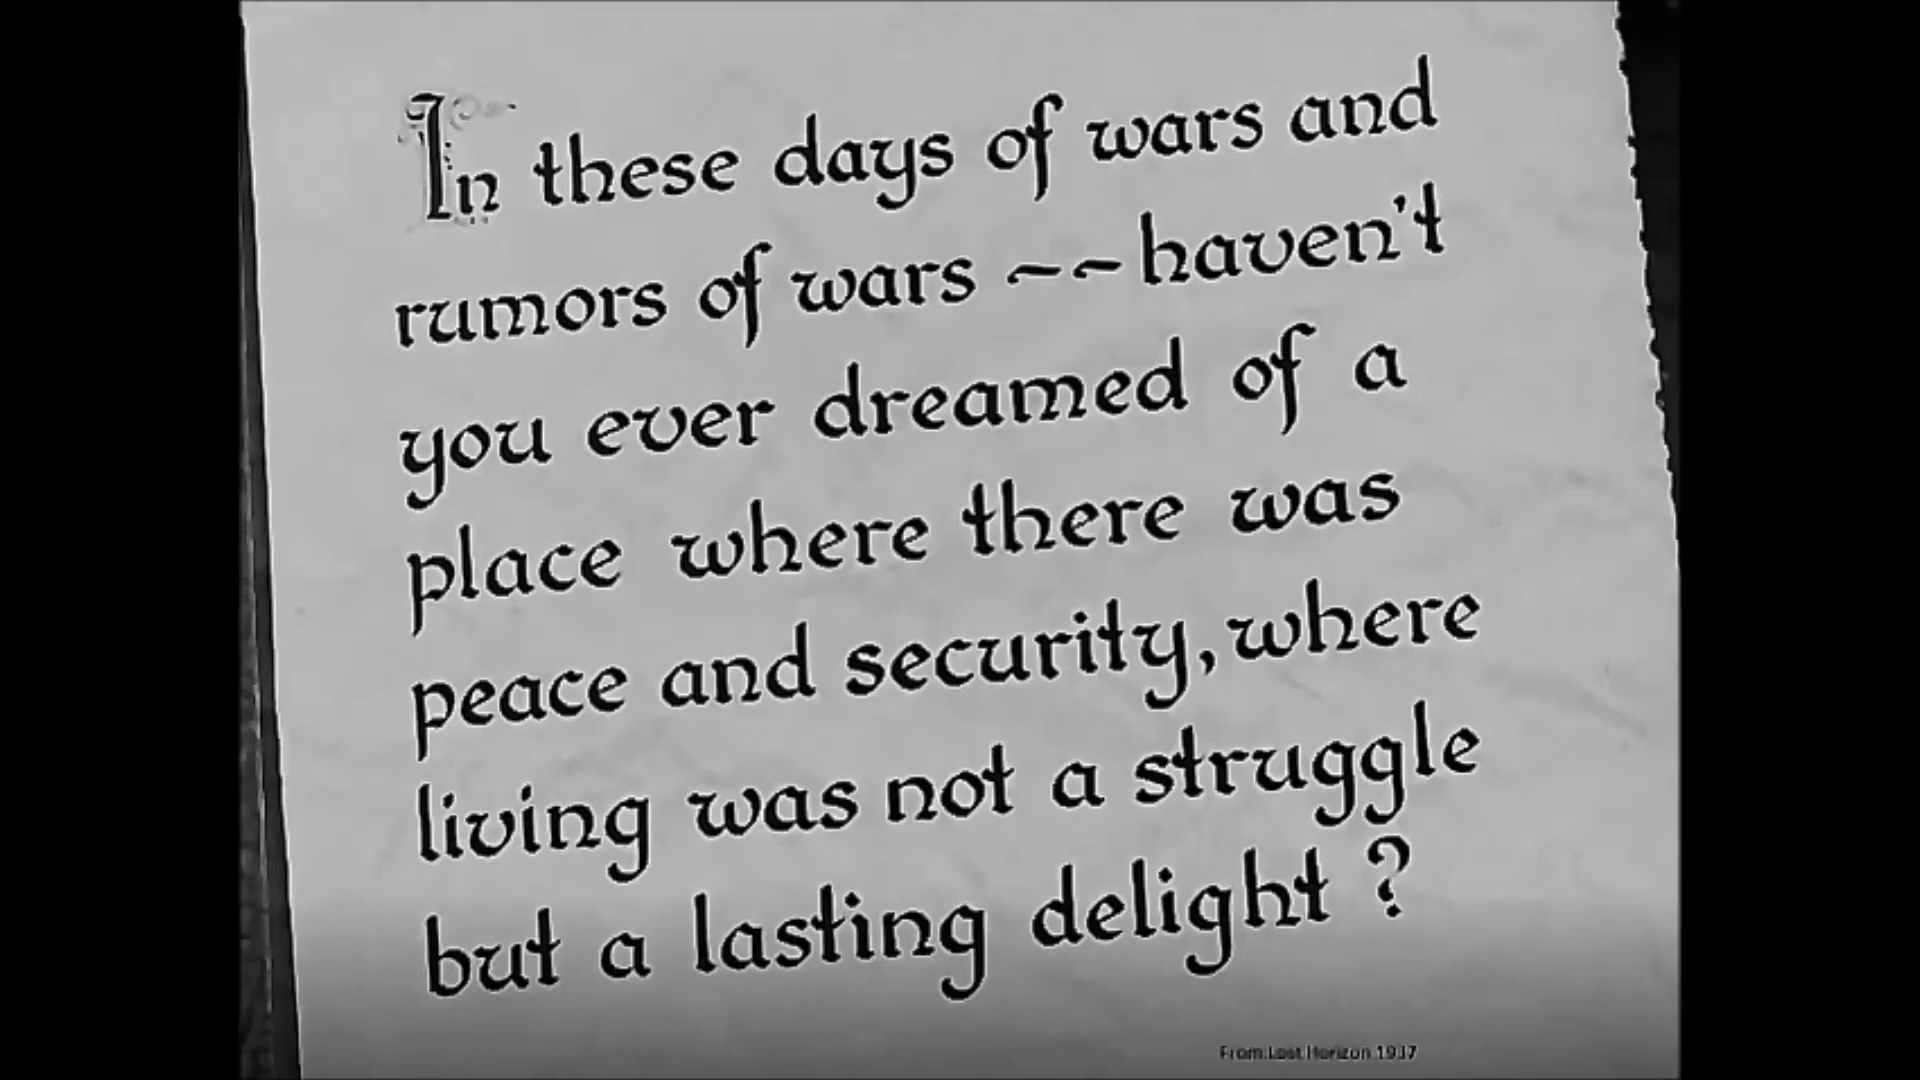 In these days of wars and
rumors of wars ~~ haven't
you ever dreamed of a
place where there was
peace and security, where
living was not a struggle
but a lasting delight ?
From:Lost Horizon 1937